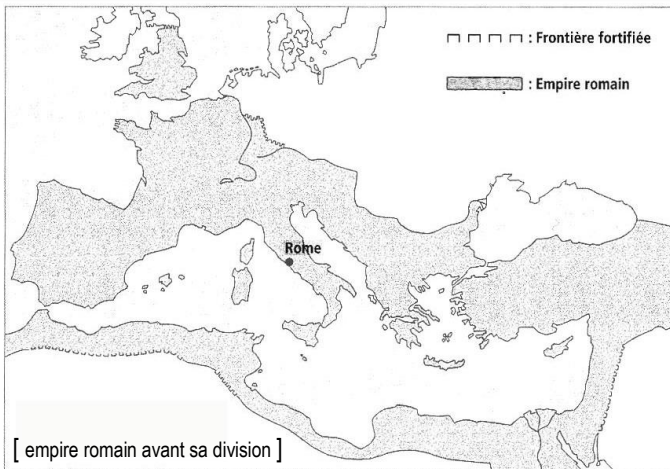 : Frontière fortifiée
: Empire romain
Rome
[ empire romain avant sa division ]